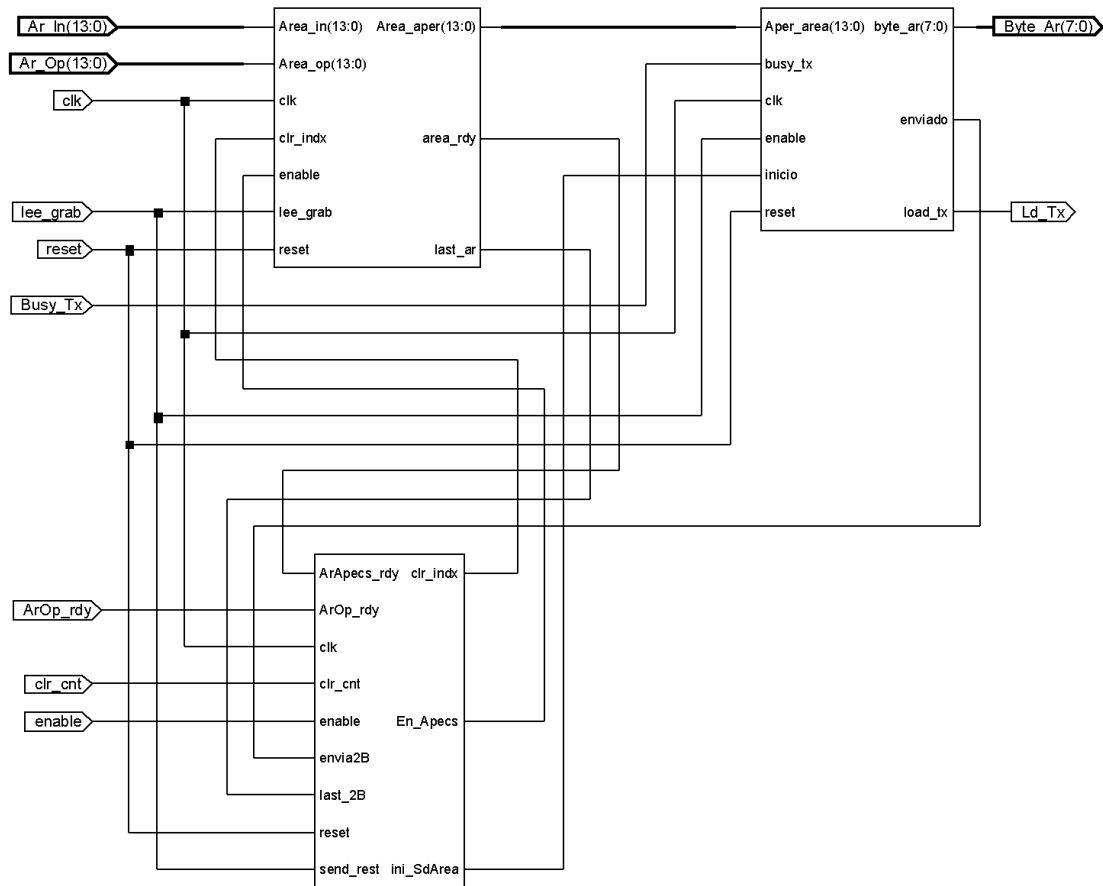 Ar_In(13:0) Area_in(13:0) Area_aper(13:0) Aper_area(13:0) byte_ar(7:0) Byte_Ar(7:0)
Ar_Op(13:0) Area_op(13:0) busy_tx
clk clk clk
enviado
clr_indx area_rdy enable
enable inicio
lee_grab lee_grab reset load_tx Ld_Tx
reset reset last_ar
Busy_Tx
ArApecs_rdy clr_indx
ArOp_rdy ArOp_rdy
clk
clr_cnt clr_cnt
enable enable En_Apecs
envia2B
last_2B
reset
send_rest ini_SdArea